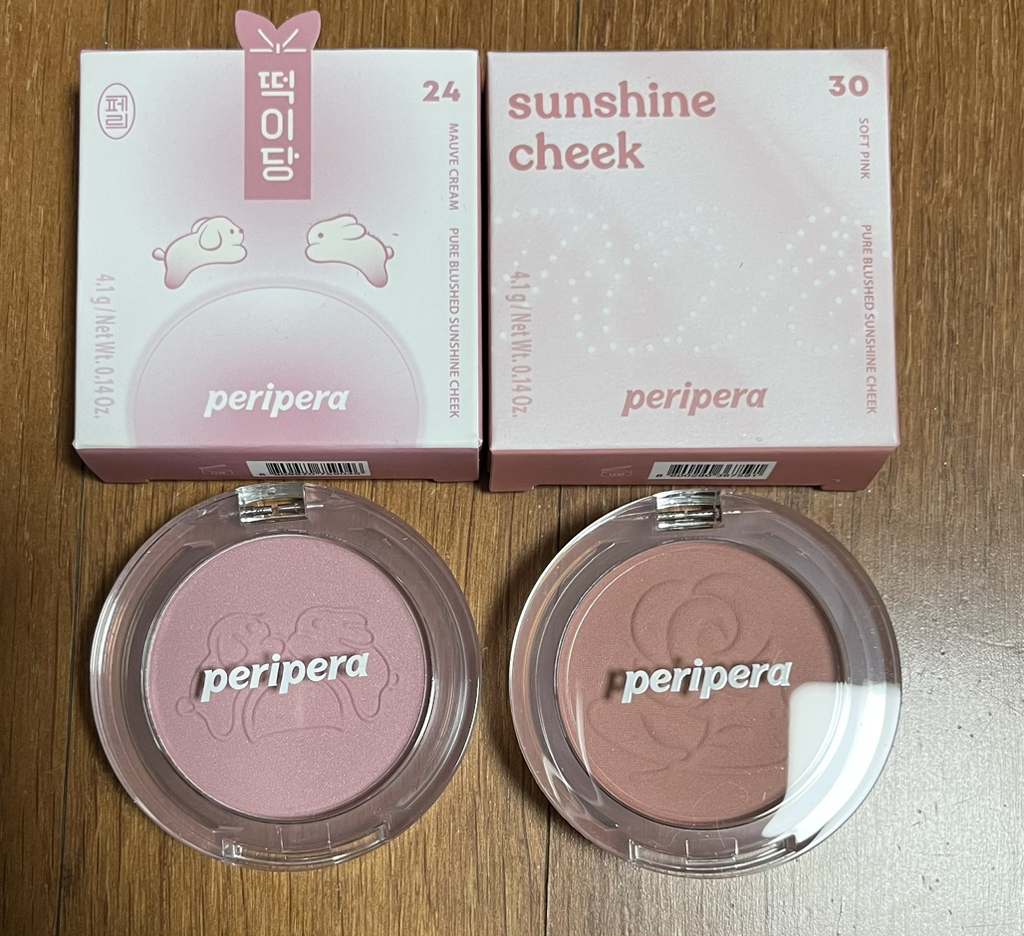 페리
딱이당
24
MAUVE CREAM
PURE BLUSHED SUNSHINE CHEEK
4.1 g / Net Wt. 0.14 Oz.
peripera
sunshine
cheek
30
SOFT PINK
PURE BLUSHED SUNSHINE CHEEK
4.1 g / Net Wt. 0.14 Oz.
peripera
peripera
peripera